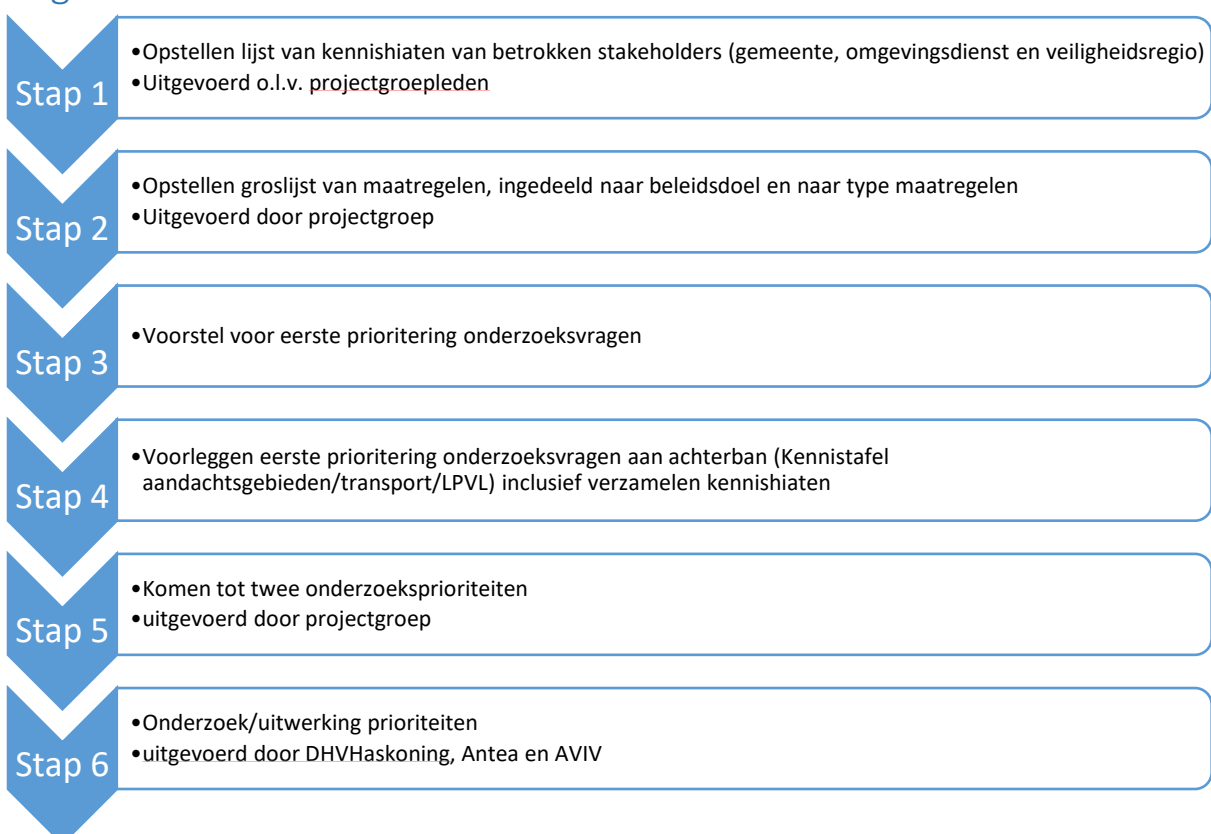 Stap 1
•Opstellen lijst van kennishiaten van betrokken stakeholders (gemeente, omgevingsdienst en veiligheidsregio)
•Uitgevoerd o.l.v. projectgroepleden
Stap 2
•Opstellen groslijst van maatregelen, ingedeeld naar beleidsdoel en naar type maatregelen
•Uitgevoerd door projectgroep
Stap 3
•Voorstel voor eerste prioritering onderzoeksvragen
Stap 4
•Voorleggen eerste prioritering onderzoeksvragen aan achterban (Kennistafel
aandachtsgebieden/transport/LPVL) inclusief verzamelen kennishiaten
Stap 5
•Komen tot twee onderzoeksprioriteiten
•uitgevoerd door projectgroep
Stap 6
•Onderzoek/uitwerking prioriteiten
•uitgevoerd door DHVHaskoning, Antea en AVIV